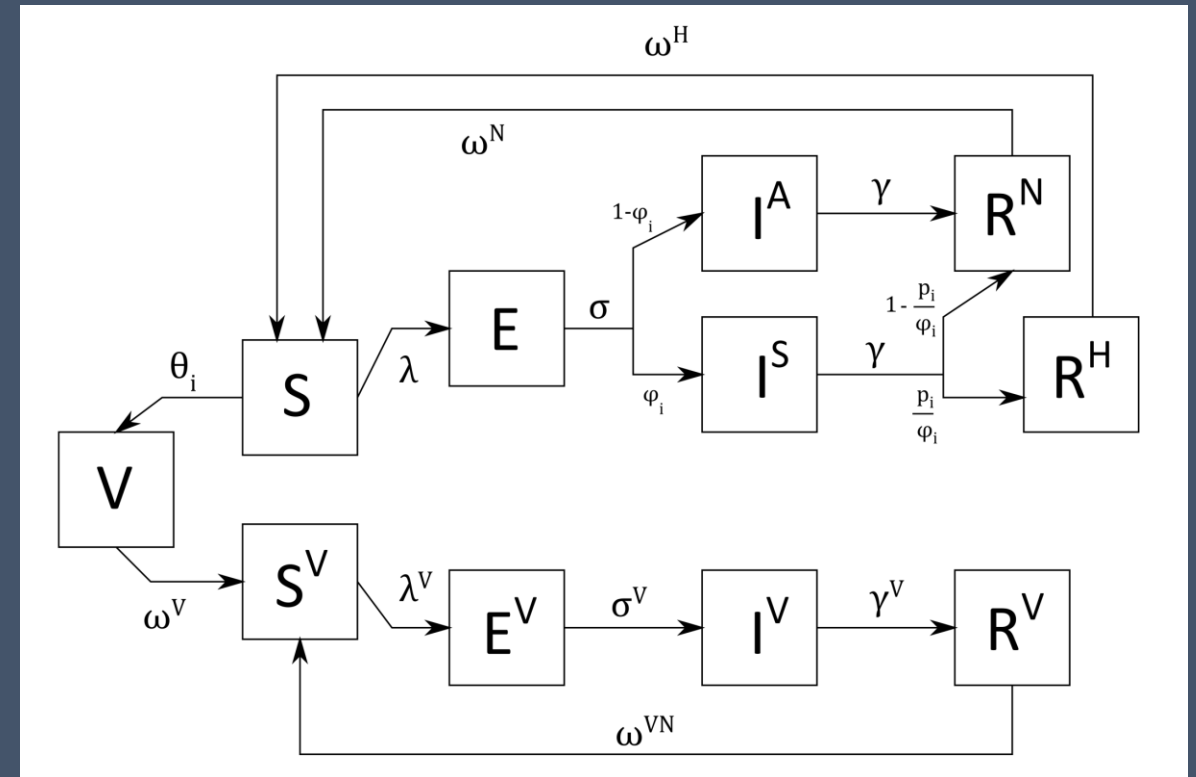 ω^H
ω^N
I^A
γ
R^N
1-φ_i
E
σ
1 - p_i/φ_i
λ
I^S
γ
R^H
θ_i
S
φ_i
p_i/φ_i
V
S^V
λ^V
E^V
σ^V
I^V
γ^V
R^V
ω^V
ω^VN